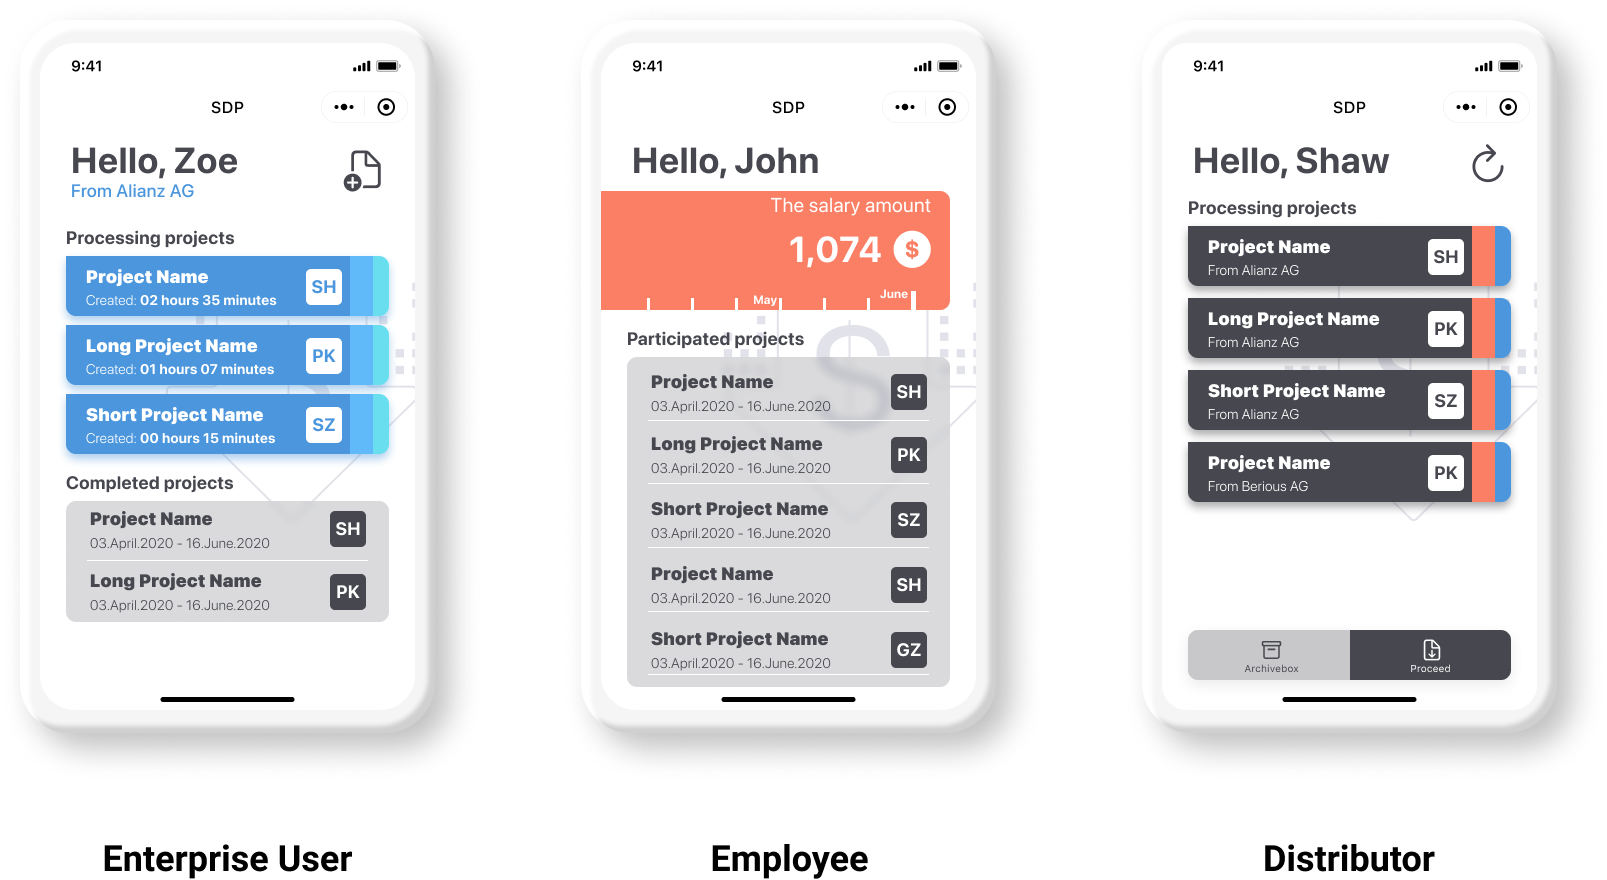 9:41
SDP
Hello, Zoe
From Alianz AG
Processing projects
Project Name
Created: 02 hours 35 minutes
SH
Long Project Name
Created: 01 hours 07 minutes
PK
Short Project Name
Created: 00 hours 15 minutes
SZ
Completed projects
Project Name
03.April.2020 - 16.June.2020
SH
Long Project Name
03.April.2020 - 16.June.2020
PK
Enterprise User
9:41
SDP
Hello, John
The salary amount
1,074 $
May
June
Participated projects
$
Project Name
03.April.2020 - 16.June.2020
SH
Long Project Name
03.April.2020 - 16.June.2020
PK
Short Project Name
03.April.2020 - 16.June.2020
SZ
Project Name
03.April.2020 - 16.June.2020
SH
Short Project Name
03.April.2020 - 16.June.2020
GZ
Employee
9:41
SDP
Hello, Shaw
Processing projects
Project Name
From Alianz AG
SH
Long Project Name
From Alianz AG
PK
Short Project Name
From Alianz AG
SZ
Project Name
From Berious AG
PK
Archivebox
Proceed
Distributor